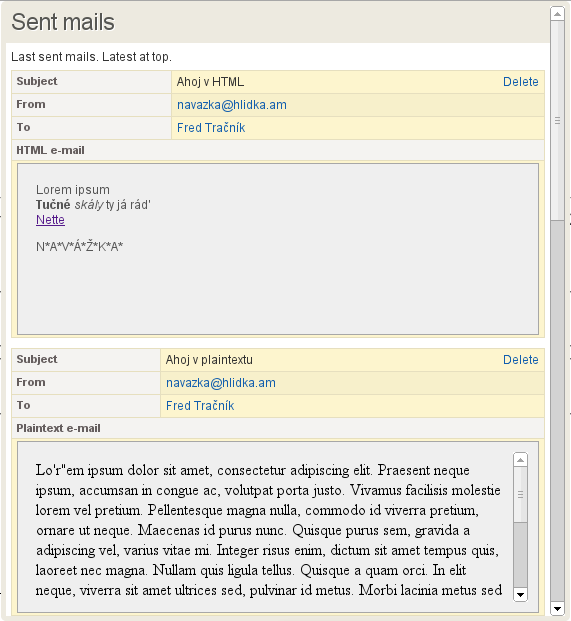 Sent mails
Last sent mails. Latest at top.
Subject Ahoj v HTML Delete
From navazka@hlidka.am
To Fred Tračník
HTML e-mail
Lorem ipsum
Tučné skály ty já rád'
Nette
N*A*V*Á*Ž*K*A*
Subject Ahoj v plaintextu Delete
From navazka@hlidka.am
To Fred Tračník
Plaintext e-mail
Lo'r"em ipsum dolor sit amet, consectetur adipiscing elit. Praesent neque
ipsum, accumsan in congue ac, volutpat porta justo. Vivamus facilisis molestie
lorem vel pretium. Pellentesque magna nulla, commodo id viverra pretium,
ornare ut neque. Maecenas id purus nunc. Quisque purus sem, gravida a
adipiscing vel, varius vitae mi. Integer risus enim, dictum sit amet tempus quis,
laoreet nec magna. Nullam quis ligula tellus. Quisque a quam orci. In elit
neque, viverra sit amet ultrices sed, pulvinar id metus. Morbi lacinia metus sed